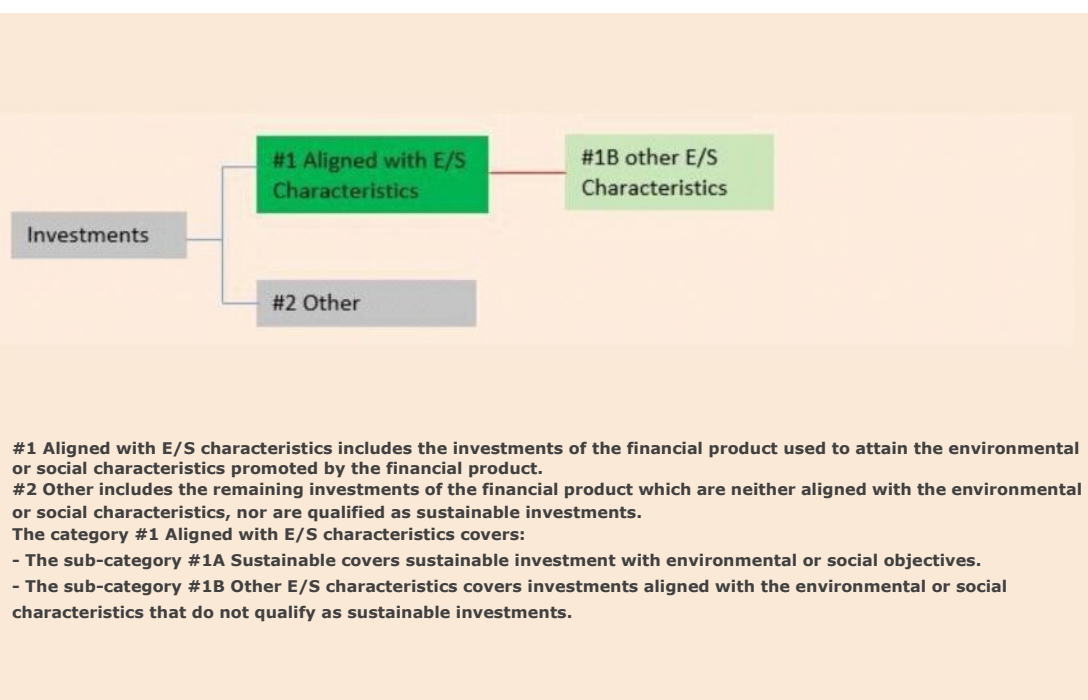 #1 Aligned with E/S
Characteristics
#1B other E/S
Characteristics
Investments
#2 Other
#1 Aligned with E/S characteristics includes the investments of the financial product used to attain the environmental
or social characteristics promoted by the financial product.
#2 Other includes the remaining investments of the financial product which are neither aligned with the environmental
or social characteristics, nor are qualified as sustainable investments.
The category #1 Aligned with E/S characteristics covers:
- The sub-category #1A Sustainable covers sustainable investment with environmental or social objectives.
- The sub-category #1B Other E/S characteristics covers investments aligned with the environmental or social
characteristics that do not qualify as sustainable investments.